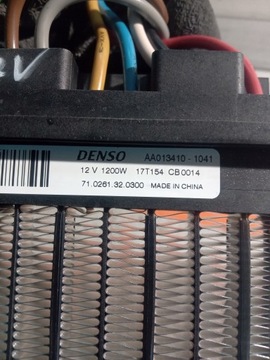 DENSO AA013410 - 1041
12 V 1200W 17T154 CB0014
71.0261.32.0300 MADE IN CHINA